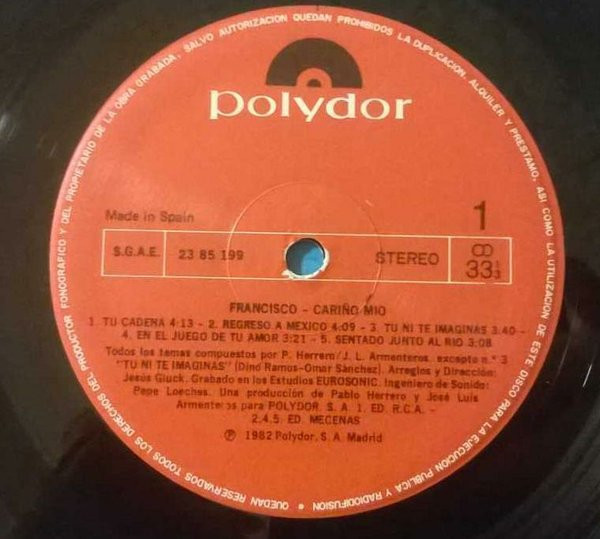 QUEDAN RESERVADOS TODOS LOS DERECHOS DEL PRODUCTOR FONOGRAFICO Y DEL PROPIETARIO DE LA OBRA GRABADA. SALVO AUTORIZACION QUEDAN PROHIBIDOS LA DUPLICACION, ALQUILER Y PRESTAMO, ASI COMO LA UTILIZACION DE ESTE DISCO PARA LA EJECUCION PUBLICA Y RADIODIFUSION *
polydor
Made in Spain
1
S.G.A.E. 23 85 199 STEREO 33 1/3
FRANCISCO - CARIÑO MIO
1. TU CADENA 4:13 - 2. REGRESO A MEXICO 4:09 - 3. TU NI TE IMAGINAS 3.40 -
4. EN EL JUEGO DE TU AMOR 3:21 - 5. SENTADO JUNTO AL RIO 3:08
Todos los temas compuestos por P. Herrero/J. L. Armenteros. excepto n.° 3
"TU NI TE IMAGINAS" (Dino Ramos-Omar Sánchez). Arreglos y Dirección:
Jesús Gluck. Grabado en los Estudios EUROSONIC. Ingeniero de Sonido:
Pepe Loeches. Una producción de Pablo Herrero y José Luis
Armenteros para POLYDOR, S. A. 1. ED. R.C.A. -
2,4,5. ED. MECENAS
℗ 1982 Polydor, S. A. Madrid